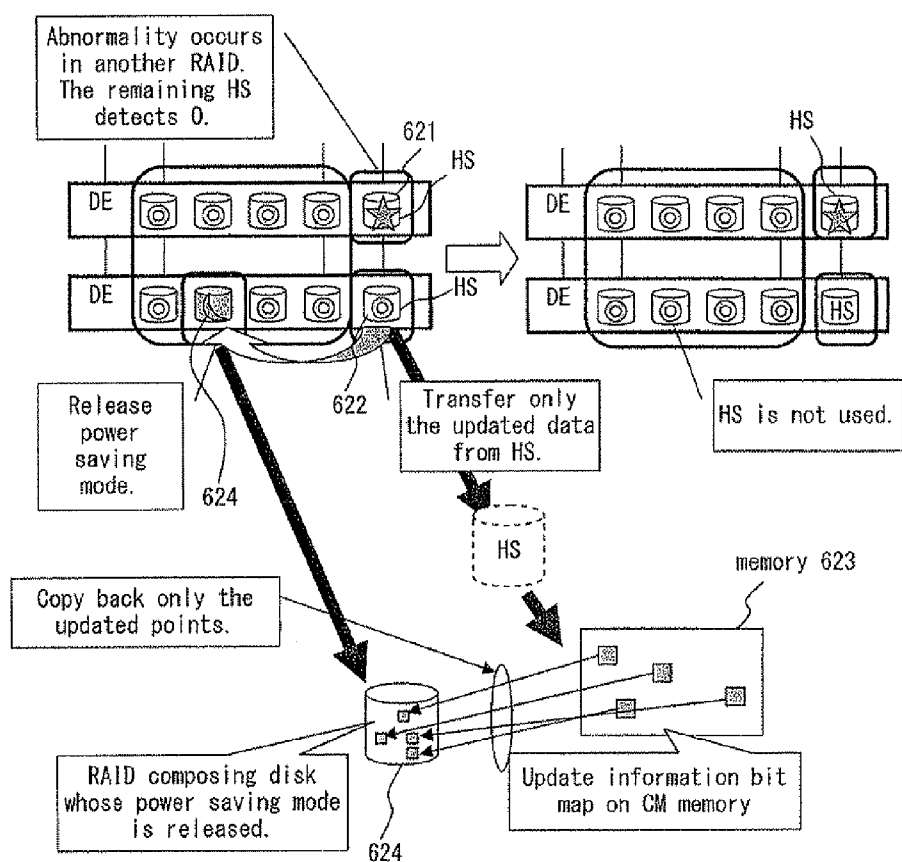 Abnormality occurs
in another RAID.
The remaining HS
detects 0.
621
HS
HS
DE
DE
DE
HS
DE
HS
Release
power
saving
mode.
624
622
Transfer only
the updated data
from HS.
HS is not used.
HS
memory 623
Copy back only the
updated points.
RAID composing disk
whose power saving mode
is released.
624
Update information bit
map on CM memory